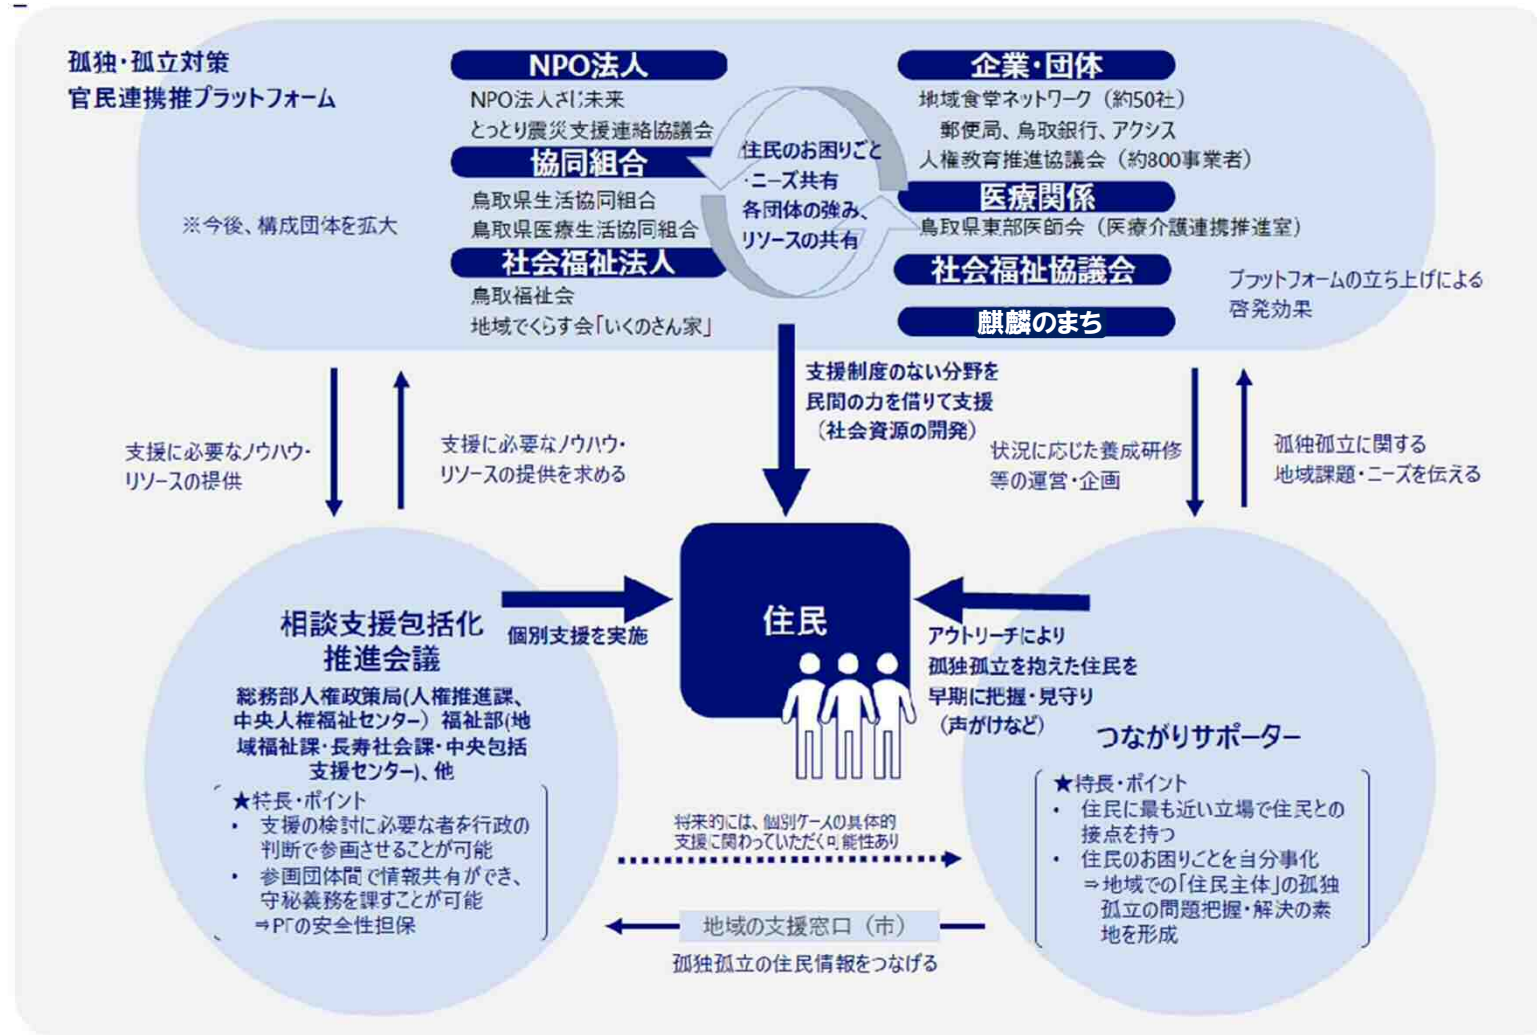 孤独・孤立対策
官民連携推プラットフォーム
※今後、構成団体を拡大
NPO法人
NPO法人さじ未来
とっとり震災支援連絡協議会
協同組合
鳥取県生活協同組合
鳥取県医療生活協同組合
社会福祉法人
鳥取福祉会
地域でくらす会「いくのさん家」
住民のお困りごと
・ニーズ共有
各団体の強み、
リソースの共有
企業・団体
地域食堂ネットワーク（約50社）
郵便局、鳥取銀行、アクシス
人権教育推進協議会（約800事業者）
医療関係
鳥取県東部医師会（医療介護連携推進室）
社会福祉協議会
麒麟のまち
プラットフォームの立ち上げによる
啓発効果
支援に必要なノウハウ・
リソースの提供
支援に必要なノウハウ・
リソースの提供を求める
支援制度のない分野を
民間の力を借りて支援
（社会資源の開発）
状況に応じた養成研修
等の運営・企画
孤独孤立に関する
地域課題・ニーズを伝える
相談支援包括化
推進会議
総務部人権政策局(人権推進課、
中央人権福祉センター）福祉部(地
域福祉課・長寿社会課・中央包括
支援センター)、他
★特長・ポイント
・ 支援の検討に必要な者を行政の
判断で参画させることが可能
・ 参画団体間で情報共有ができ、
守秘義務を課すことが可能
⇒PTの安全性担保
個別支援を実施
住民
アウトリーチにより
孤独孤立を抱えた住民を
早期に把握・見守り
（声がけなど）
つながりサポーター
★特長・ポイント
・ 住民に最も近い立場で住民との
接点を持つ
・ 住民のお困りごとを自分事化
⇒地域での「住民主体」の孤独
孤立の問題把握・解決の素
地を形成
将来的には、個別ケースの具体的
支援に関わっていただく可能性あり
地域の支援窓口（市）
孤独孤立の住民情報をつなげる